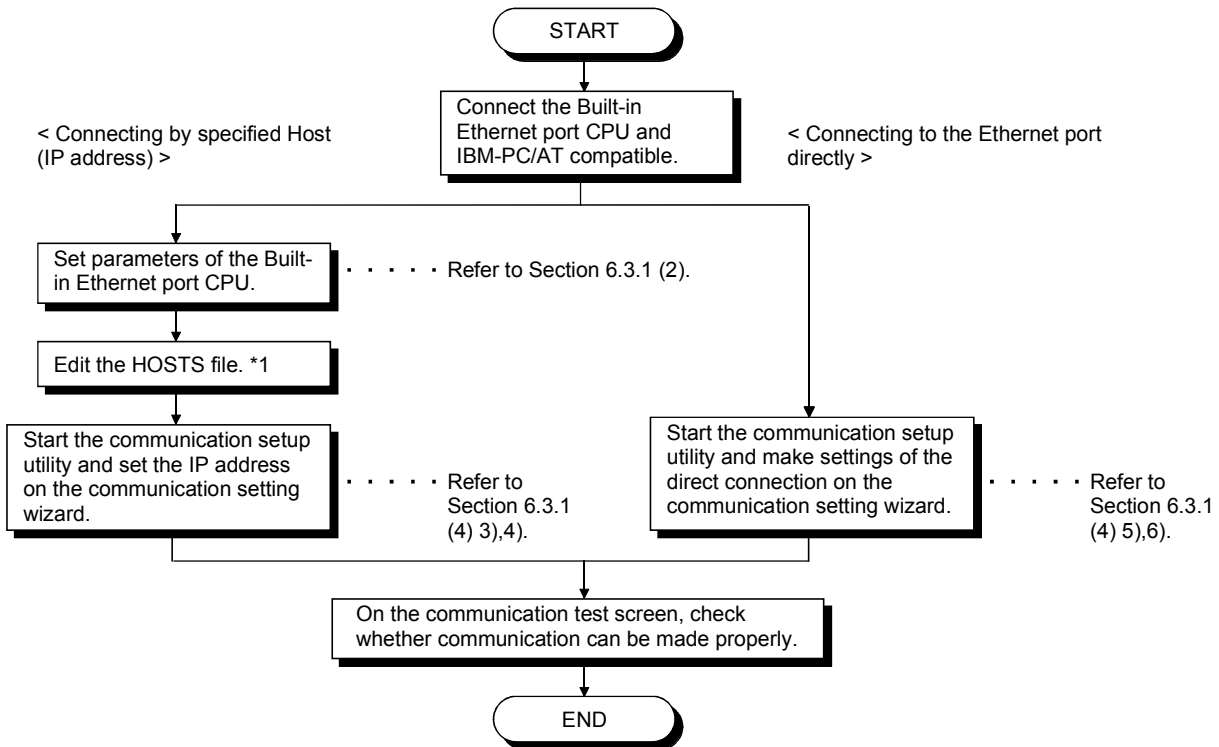 START
Connect the Built-in
Ethernet port CPU and
IBM-PC/AT compatible.
< Connecting by specified Host
(IP address) >
< Connecting to the Ethernet port
directly >
Set parameters of the Built-
in Ethernet port CPU.
· · · · · Refer to Section 6.3.1 (2).
Edit the HOSTS file. *1
Start the communication setup
utility and set the IP address
on the communication setting
wizard.
· · · · · Refer to
Section 6.3.1
(4) 3),4).
Start the communication setup
utility and make settings of the
direct connection on the
communication setting wizard.
· · · · · Refer to
Section 6.3.1
(4) 5),6).
On the communication test screen, check
whether communication can be made properly.
END